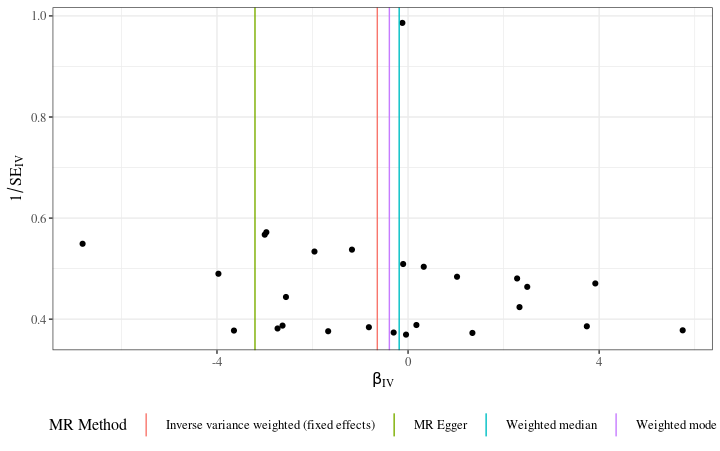 1.0
0.8
0.6
0.4
1/SE_IV
-4 0 4
β_IV
MR Method Inverse variance weighted (fixed effects) MR Egger Weighted median Weighted mode